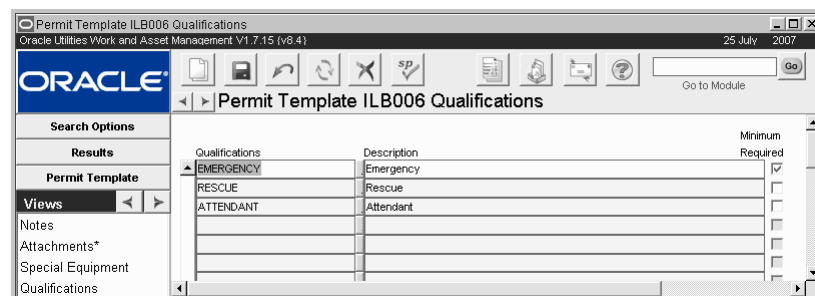 Permit Template ILB006 Qualifications
Oracle Utilities Work and Asset Management V1.7.15 {v8.4} 25 July 2007
ORACLE®
sp
Go
Go to Module
Permit Template ILB006 Qualifications
Search Options
Results
Permit Template
Views
Notes
Attachments*
Special Equipment
Qualifications
Minimum
Qualifications Description Required
EMERGENCY Emergency
RESCUE Rescue
ATTENDANT Attendant